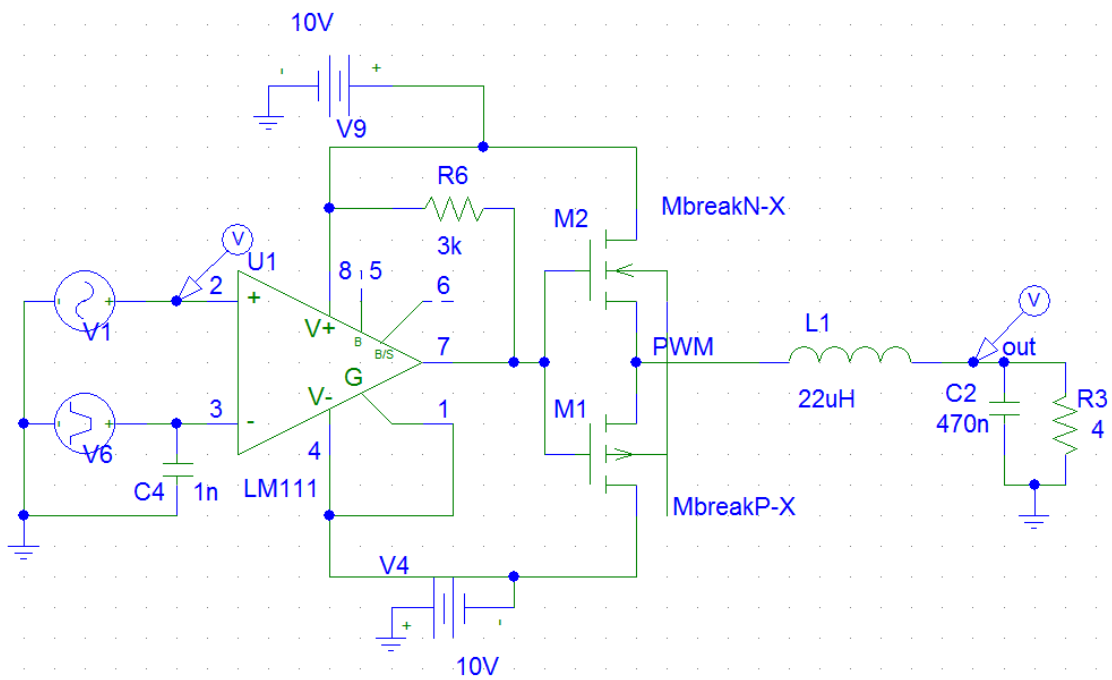 10V
- +
V9
R6
3k
M2
MbreakN-X
V
U1
8
5
6
2
+
V+
B
B/S
V1
- +
7
PWM
L1
V
out
22uH
G
V-
1
3
-
V6
- +
4
M1
C2
470n
R3
4
C4
1n
LM111
MbreakP-X
V4
+ -
10V